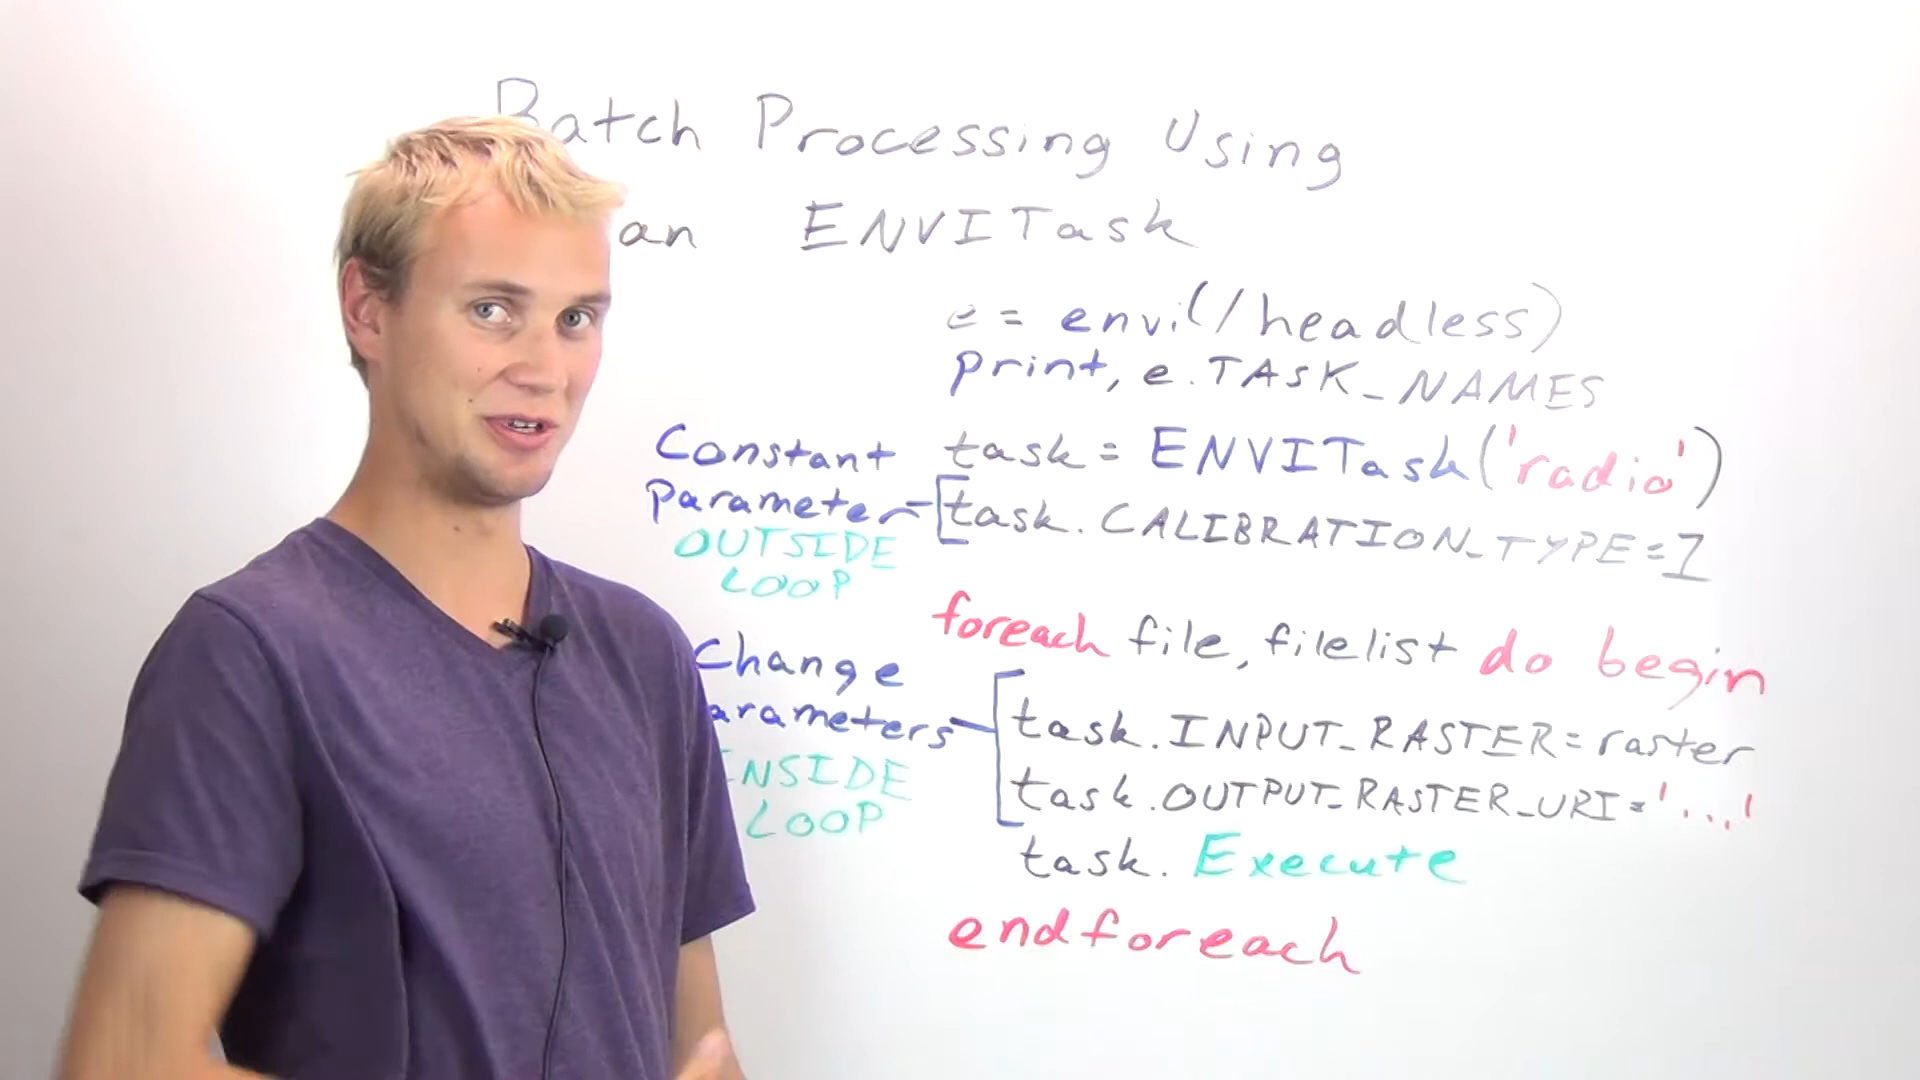 Batch Processing Using
an ENVITask
e = envi(/headless)
print, e.TASK_NAMES
Constant
parameter
OUTSIDE
LOOP
task = ENVITask('radio')
task.CALIBRATION_TYPE=1
foreach file, filelist do begin
Change
arameters
INSIDE
LOOP
task.INPUT_RASTER=raster
task.OUTPUT_RASTER_URI='...'
task.Execute
endforeach